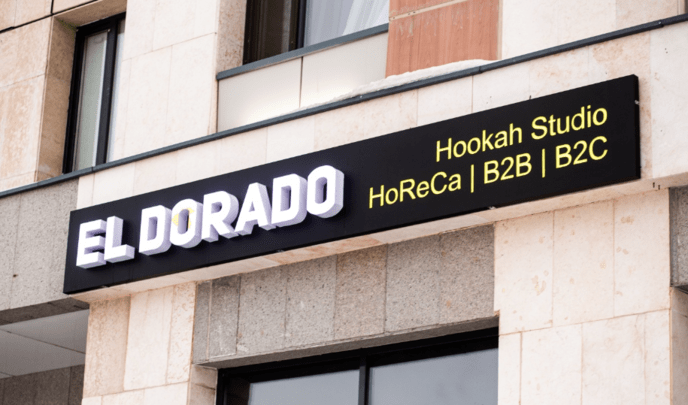 EL DORADO
Hookah Studio
HoReCa | B2B | B2C